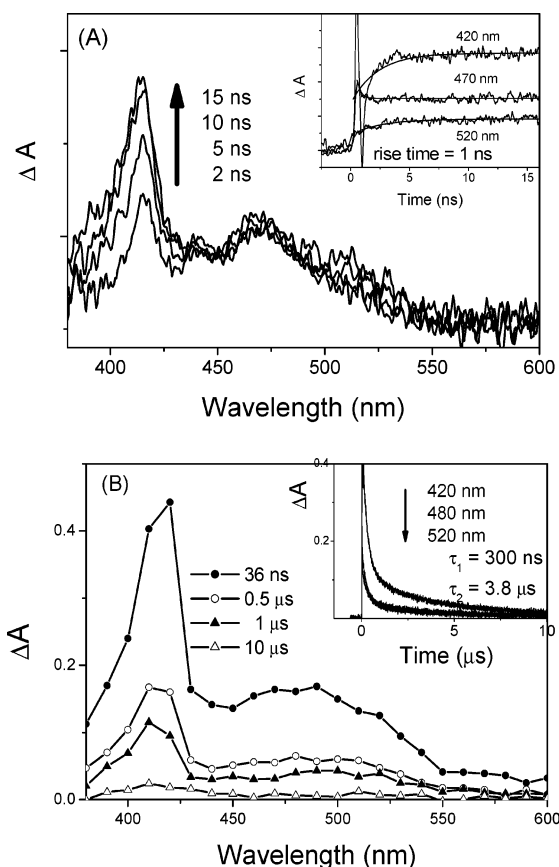 (A)
15 ns
10 ns
5 ns
2 ns
Δ A
400 450 500 550 600
Wavelength (nm)
Δ A
420 nm
470 nm
520 nm
rise time = 1 ns
0 5 10 15
Time (ns)
(B)
36 ns
0.5 μs
1 μs
10 μs
ΔA
0.4
0.2
0.0
400 450 500 550 600
Wavelength (nm)
ΔA
0.4
0.2
420 nm
480 nm
520 nm
τ1 = 300 ns
τ2 = 3.8 μs
0 5 10
Time (μs)